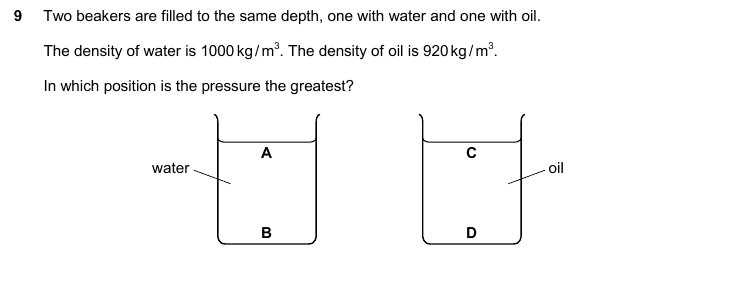 9 Two beakers are filled to the same depth, one with water and one with oil.
The density of water is 1000 kg/m³. The density of oil is 920 kg/m³.
In which position is the pressure the greatest?
A C
water oil
B D